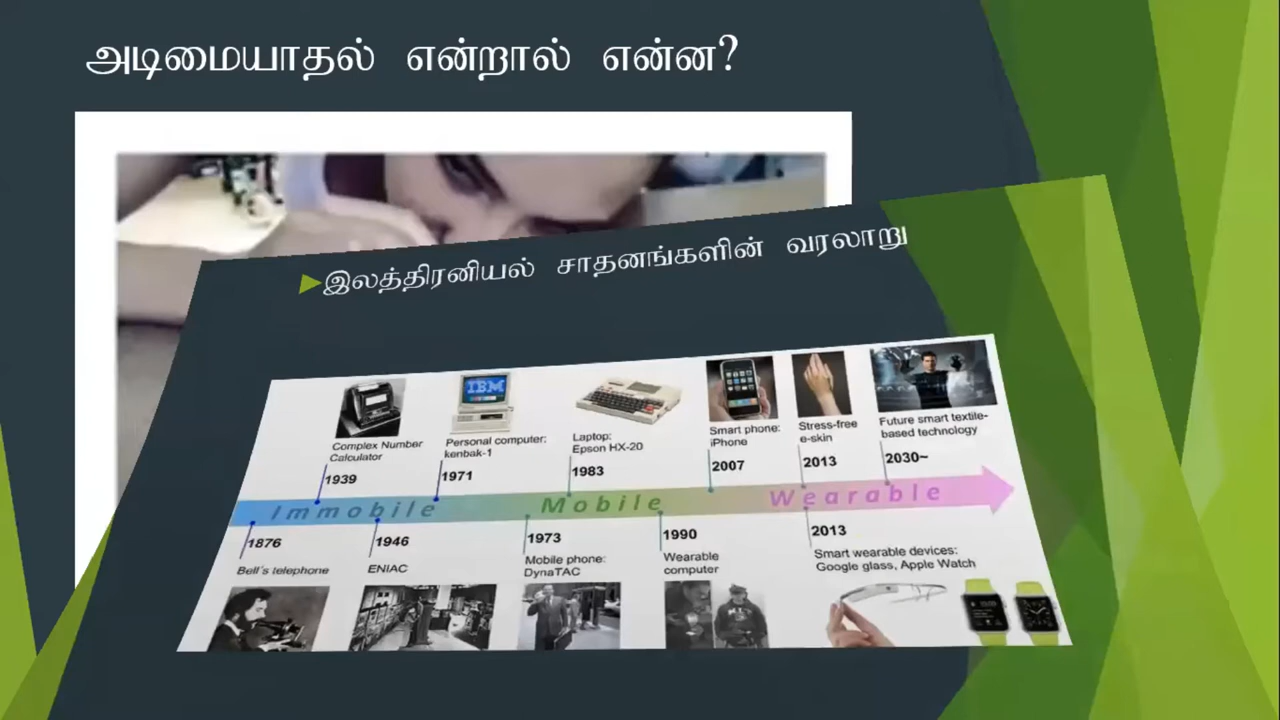 அடிமையாதல் என்றால் என்ன?
இலத்திரனியல் சாதனங்களின் வரலாறு
IBM
Complex Number
Calculator
1939
Personal computer:
kenbak-1
1971
Laptop:
Epson HX-20
1983
Smart phone:
iPhone
2007
Stress-free
e-skin
2013
Future smart textile-
based technology
2030~
Immobile Mobile Wearable
1876
Bell's telephone
1946
ENIAC
1973
Mobile phone:
DynaTAC
1990
Wearable
computer
2013
Smart wearable devices:
Google glass, Apple Watch